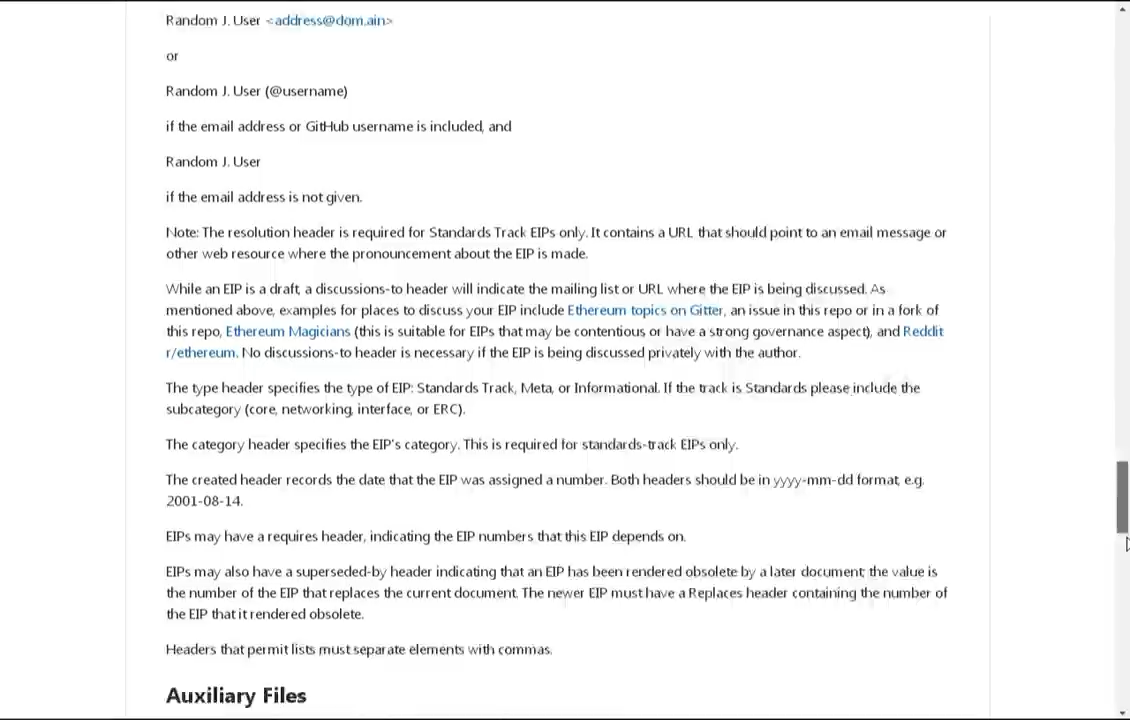 Random J. User <address@dom.ain>
or
Random J. User (@username)
if the email address or GitHub username is included, and
Random J. User
if the email address is not given.
Note: The resolution header is required for Standards Track EIPs only. It contains a URL that should point to an email message or
other web resource where the pronouncement about the EIP is made.
While an EIP is a draft, a discussions-to header will indicate the mailing list or URL where the EIP is being discussed. As
mentioned above, examples for places to discuss your EIP include Ethereum topics on Gitter, an issue in this repo or in a fork of
this repo, Ethereum Magicians (this is suitable for EIPs that may be contentious or have a strong governance aspect), and Reddit
r/ethereum. No discussions-to header is necessary if the EIP is being discussed privately with the author.
The type header specifies the type of EIP: Standards Track, Meta, or Informational. If the track is Standards please include the
subcategory (core, networking, interface, or ERC).
The category header specifies the EIP's category. This is required for standards-track EIPs only.
The created header records the date that the EIP was assigned a number. Both headers should be in yyyy-mm-dd format, e.g.
2001-08-14.
EIPs may have a requires header, indicating the EIP numbers that this EIP depends on.
EIPs may also have a superseded-by header indicating that an EIP has been rendered obsolete by a later document; the value is
the number of the EIP that replaces the current document. The newer EIP must have a Replaces header containing the number of
the EIP that it rendered obsolete.
Headers that permit lists must separate elements with commas.
Auxiliary Files